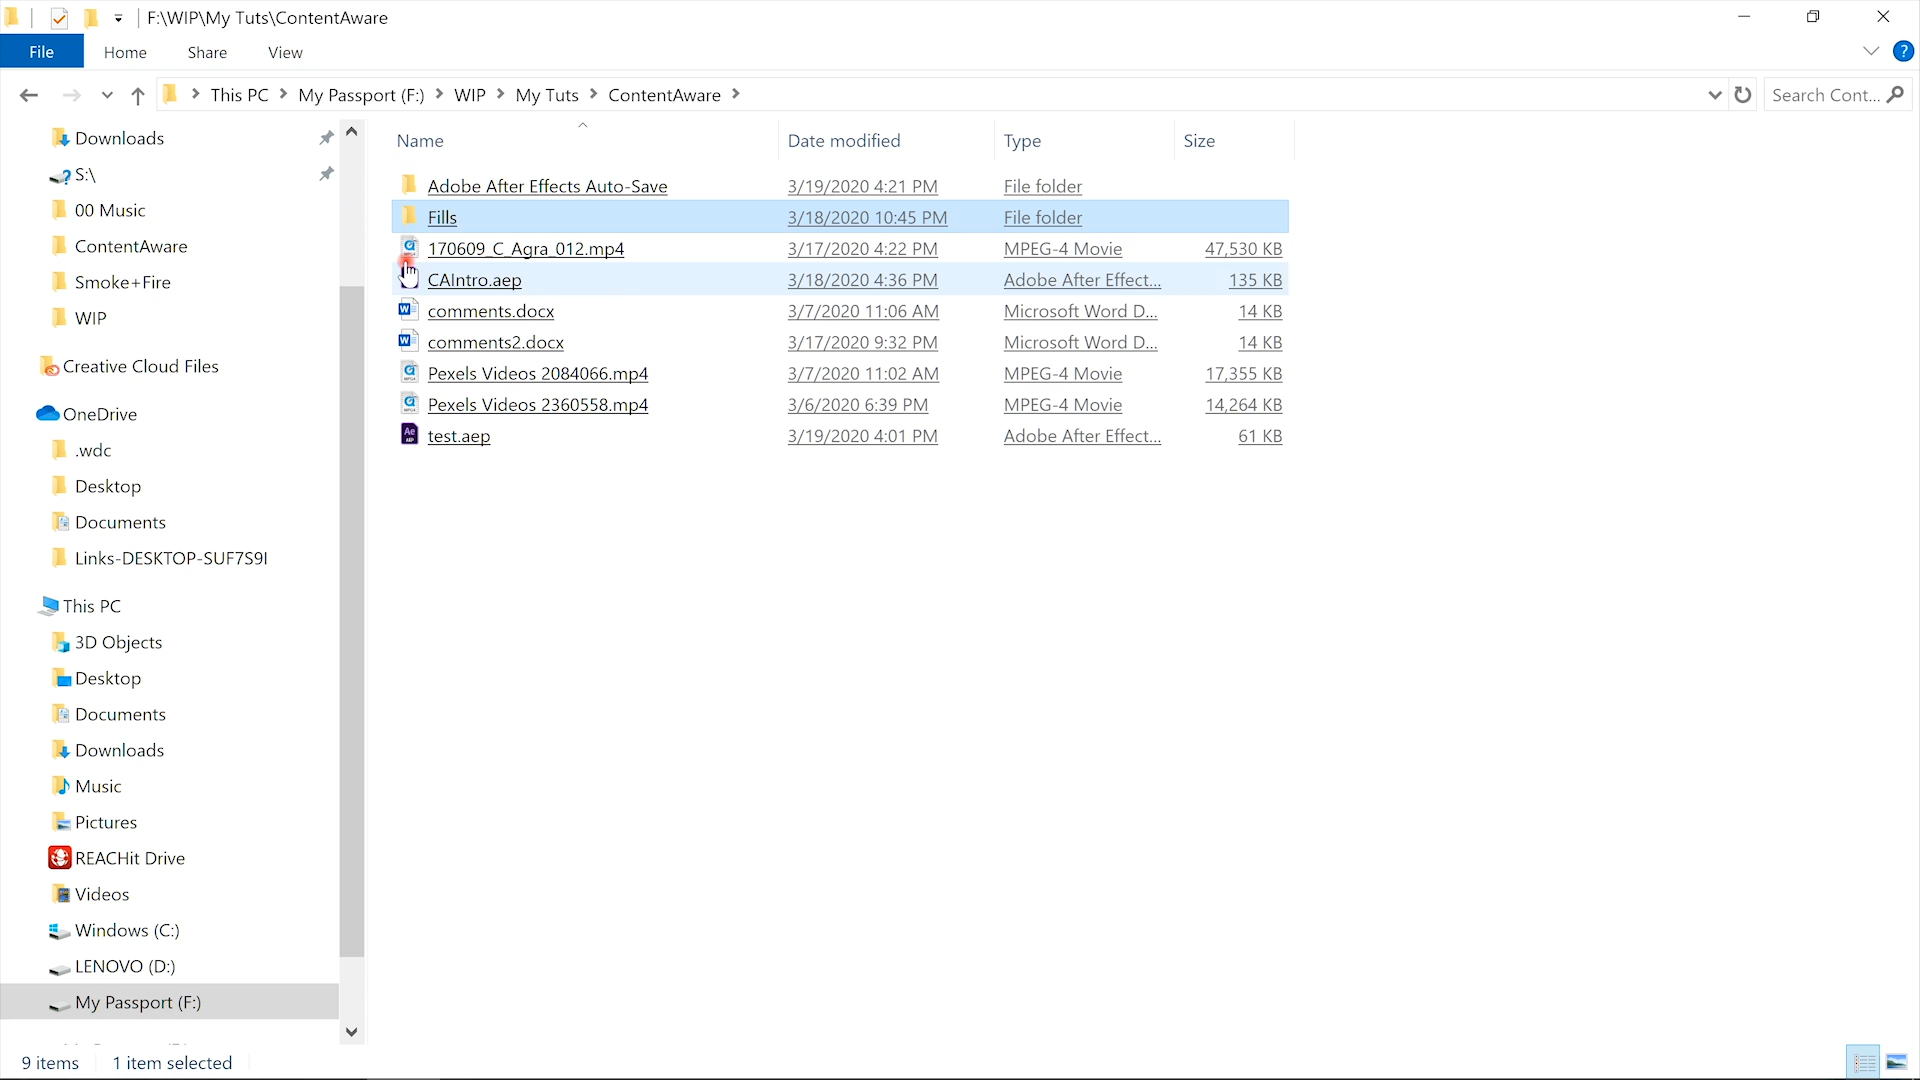 F:\WIP\My Tuts\ContentAware
File Home Share View
This PC My Passport (F:) WIP My Tuts ContentAware Search Cont...
Name Date modified Type Size
Downloads
S:\
00 Music
ContentAware
Smoke+Fire
WIP
Creative Cloud Files
OneDrive
.wdc
Desktop
Documents
Links-DESKTOP-SUF7S9I
This PC
3D Objects
Desktop
Documents
Downloads
Music
Pictures
REACHit Drive
Videos
Windows (C:)
LENOVO (D:)
My Passport (F:)
Adobe After Effects Auto-Save 3/19/2020 4:21 PM File folder
Fills 3/18/2020 10:45 PM File folder
170609_C_Agra_012.mp4 3/17/2020 4:22 PM MPEG-4 Movie 47,530 KB
CAIntro.aep 3/18/2020 4:36 PM Adobe After Effect... 135 KB
comments.docx 3/7/2020 11:06 AM Microsoft Word D... 14 KB
comments2.docx 3/17/2020 9:32 PM Microsoft Word D... 14 KB
Pexels Videos 2084066.mp4 3/7/2020 11:02 AM MPEG-4 Movie 17,355 KB
Pexels Videos 2360558.mp4 3/6/2020 6:39 PM MPEG-4 Movie 14,264 KB
test.aep 3/19/2020 4:01 PM Adobe After Effect... 61 KB
9 items 1 item selected